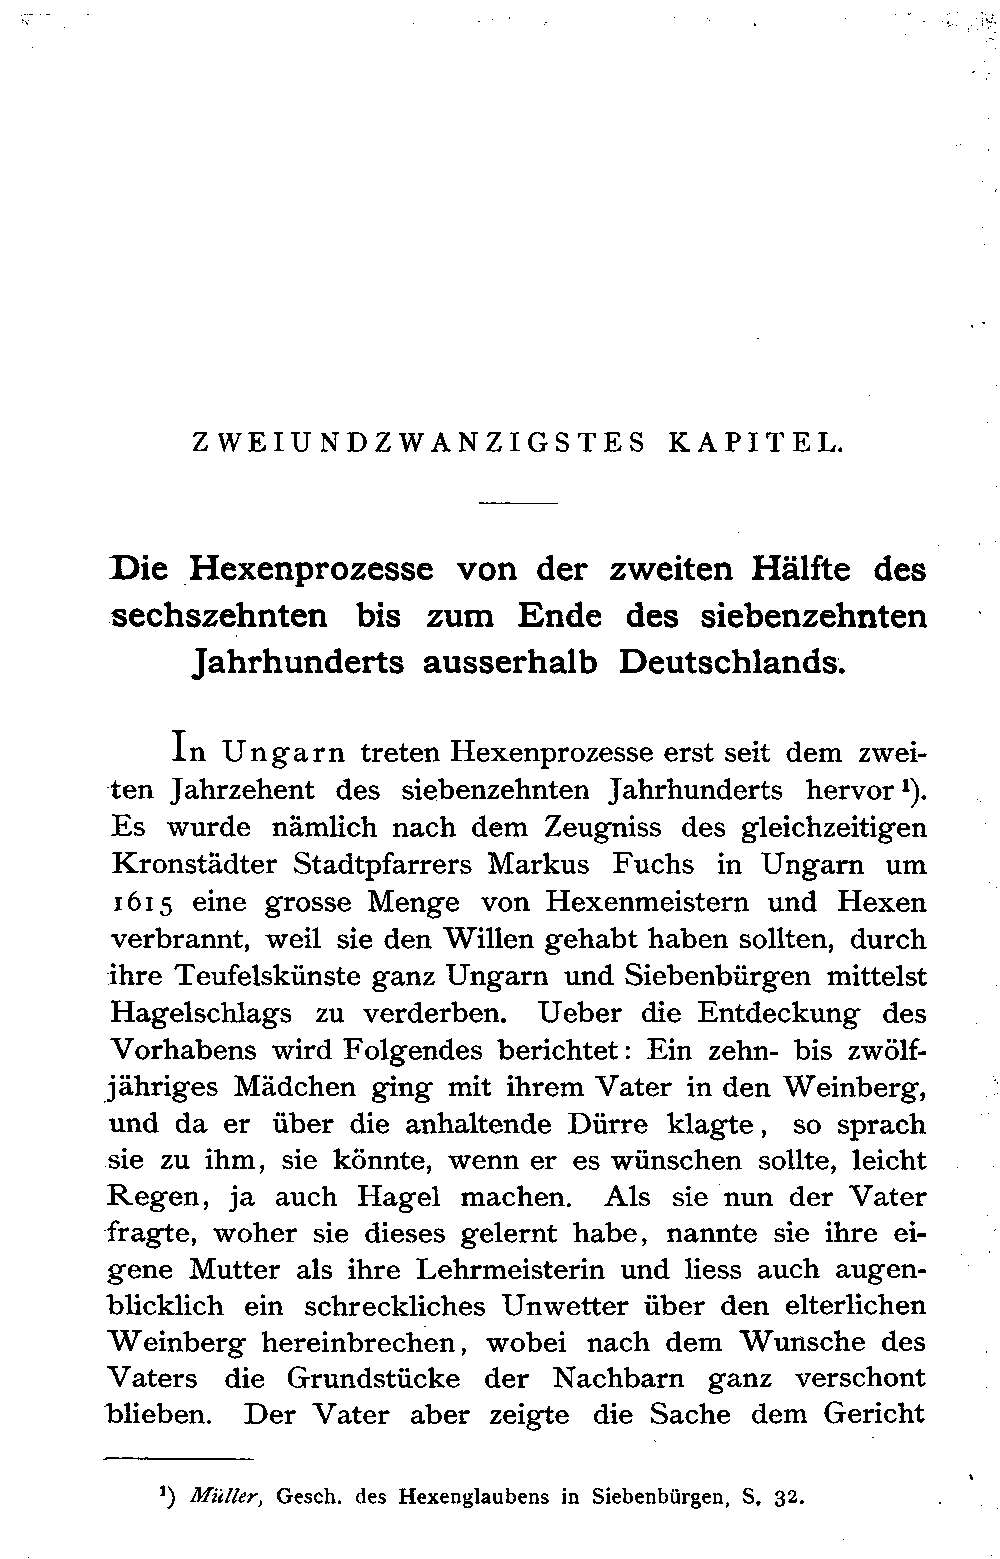 ZWEIUNDZWANZIGSTES KAPITEL.
Die Hexenprozesse von der zweiten Hälfte des
sechszehnten bis zum Ende des siebenzehnten
Jahrhunderts ausserhalb Deutschlands.
In Ungarn treten Hexenprozesse erst seit dem zwei-
ten Jahrzehent des siebenzehnten Jahrhunderts hervor ¹).
Es wurde nämlich nach dem Zeugniss des gleichzeitigen
Kronstädter Stadtpfarrers Markus Fuchs in Ungarn um
1615 eine grosse Menge von Hexenmeistern und Hexen
verbrannt, weil sie den Willen gehabt haben sollten, durch
ihre Teufelskünste ganz Ungarn und Siebenbürgen mittelst
Hagelschlags zu verderben. Ueber die Entdeckung des
Vorhabens wird Folgendes berichtet: Ein zehn- bis zwölf-
jähriges Mädchen ging mit ihrem Vater in den Weinberg,
und da er über die anhaltende Dürre klagte, so sprach
sie zu ihm, sie könnte, wenn er es wünschen sollte, leicht
Regen, ja auch Hagel machen. Als sie nun der Vater
fragte, woher sie dieses gelernt habe, nannte sie ihre ei-
gene Mutter als ihre Lehrmeisterin und liess auch augen-
blicklich ein schreckliches Unwetter über den elterlichen
Weinberg hereinbrechen, wobei nach dem Wunsche des
Vaters die Grundstücke der Nachbarn ganz verschont
blieben. Der Vater aber zeigte die Sache dem Gericht
¹) Müller, Gesch. des Hexenglaubens in Siebenbürgen, S. 32.